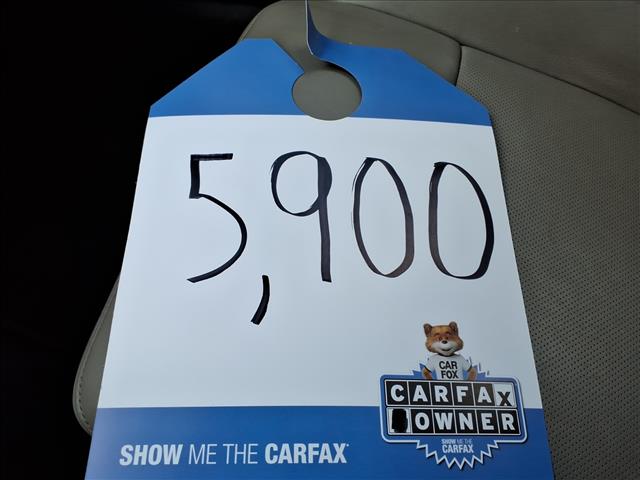 5,900
CAR
FOX
CARFAX
OWNER
SHOW ME THE
CARFAX
SHOW ME THE CARFAX